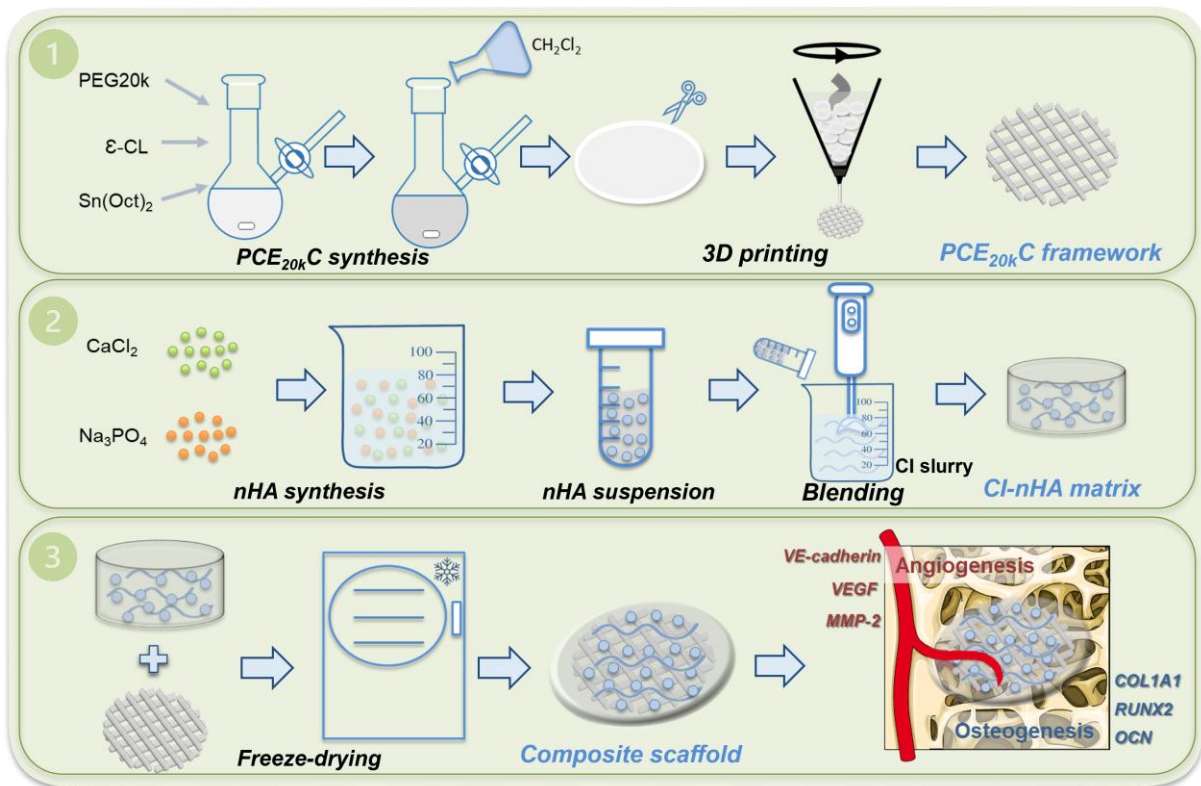 1
PEG20k
ε-CL
Sn(Oct)₂
CH₂Cl₂
PCE₂₀ₖC synthesis
3D printing
PCE₂₀ₖC framework
2
CaCl₂
Na₃PO₄
100
80
60
40
20
nHA synthesis
nHA suspension
100
80
60
40
20
CI slurry
Blending
CI-nHA matrix
3
Freeze-drying
Composite scaffold
VE-cadherin
VEGF
MMP-2
Angiogenesis
Osteogenesis
COL1A1
RUNX2
OCN